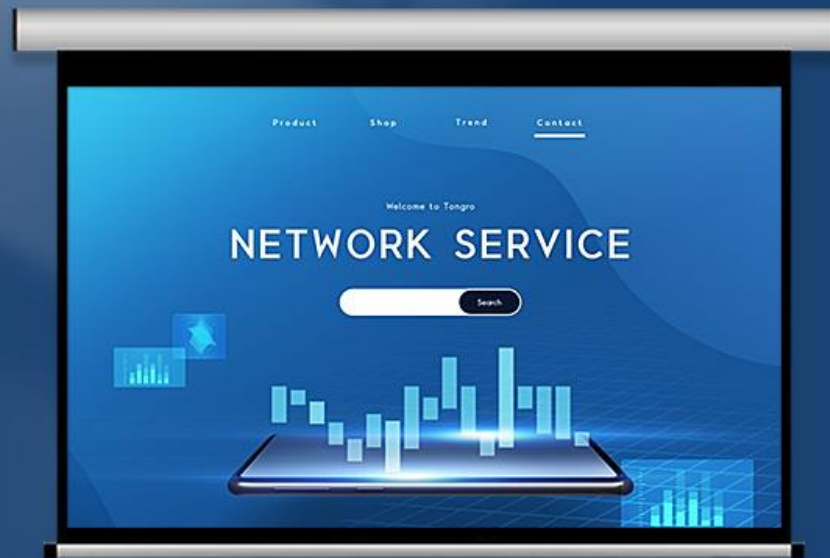 Product Shop Trend Contact
Welcome to Tongro
NETWORK SERVICE
Search